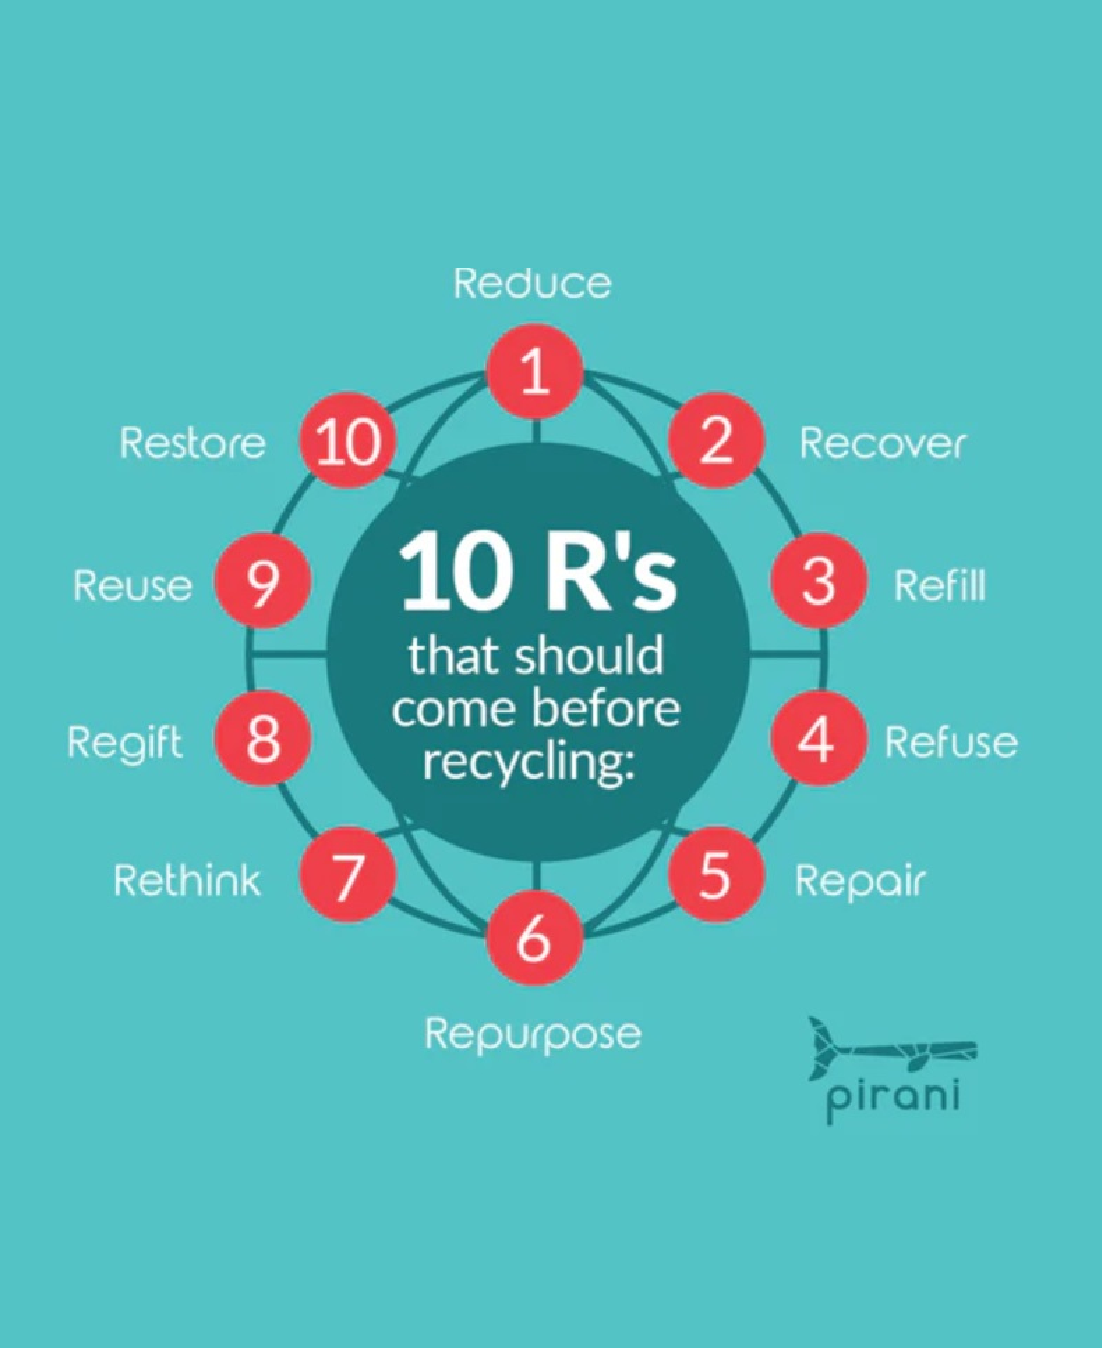 Reduce
1
2
Recover
3
Refill
4
Refuse
5
Repair
6
Repurpose
7
Rethink
8
Regift
9
Reuse
10
Restore
10 R's
that should
come before
recycling:
pirani